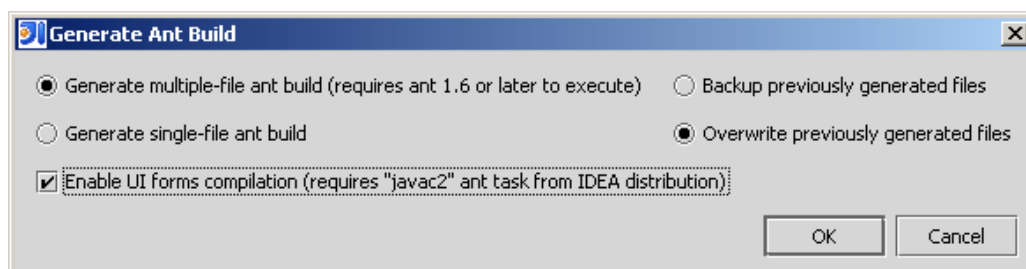 Generate Ant Build
Generate multiple-file ant build (requires ant 1.6 or later to execute)
Backup previously generated files
Generate single-file ant build
Overwrite previously generated files
Enable UI forms compilation (requires "javac2" ant task from IDEA distribution)
OK
Cancel